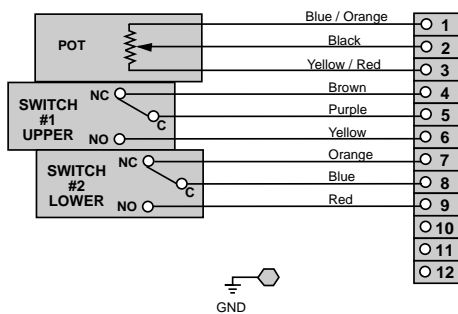 Blue / Orange
1
POT
Black
2
Yellow / Red
3
Brown
4
NC
SWITCH
#1
UPPER
C
Purple
5
NO
Yellow
6
Orange
7
NC
SWITCH
#2
LOWER
C
Blue
8
NO
Red
9
10
11
12
GND